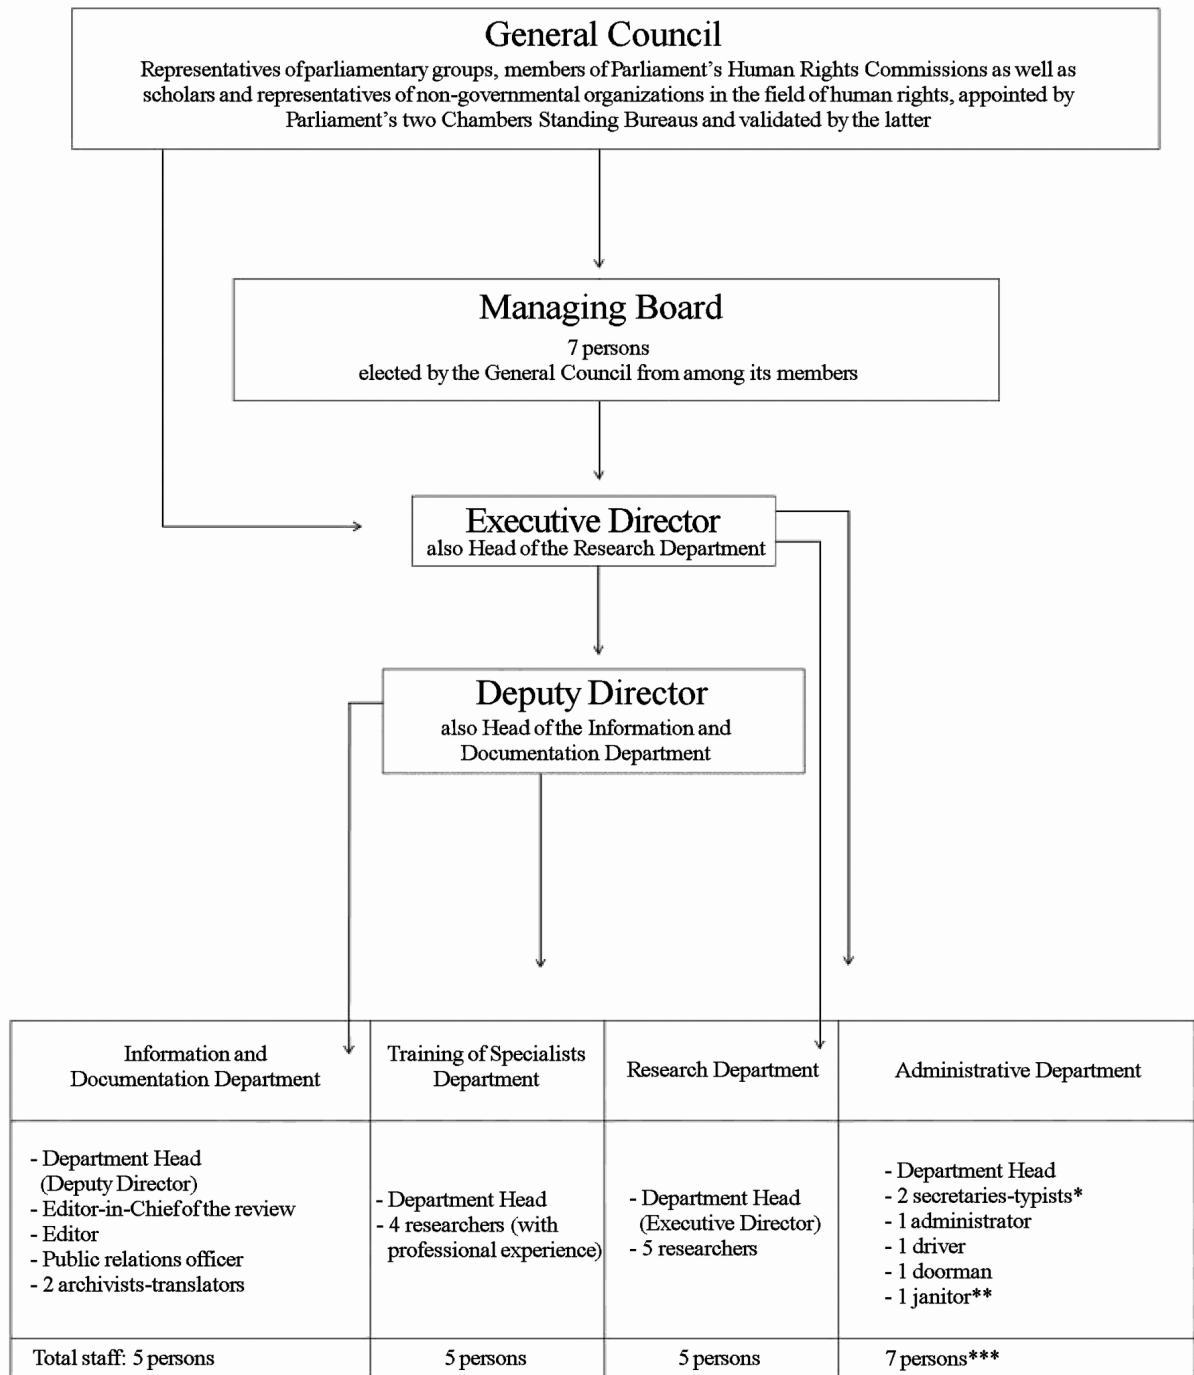 General Council
Representatives of parliamentary groups, members of Parliament's Human Rights Commissions as well as
scholars and representatives of non-governmental organizations in the field of human rights, appointed by
Parliament's two Chambers Standing Bureaus and validated by the latter
Managing Board
7 persons
elected by the General Council from among its members
Executive Director
also Head of the Research Department
Deputy Director
also Head of the Information and
Documentation Department
Information and
Documentation Department
Training of Specialists
Department
Research Department
Administrative Department
- Department Head
(Deputy Director)
- Editor-in-Chief of the review
- Editor
- Public relations officer
- 2 archivists-translators
- Department Head
- 4 researchers (with
professional experience)
- Department Head
(Executive Director)
- 5 researchers
- Department Head
- 2 secretaries-typists*
- 1 administrator
- 1 driver
- 1 doorman
- 1 janitor**
Total staff: 5 persons
5 persons
5 persons
7 persons***